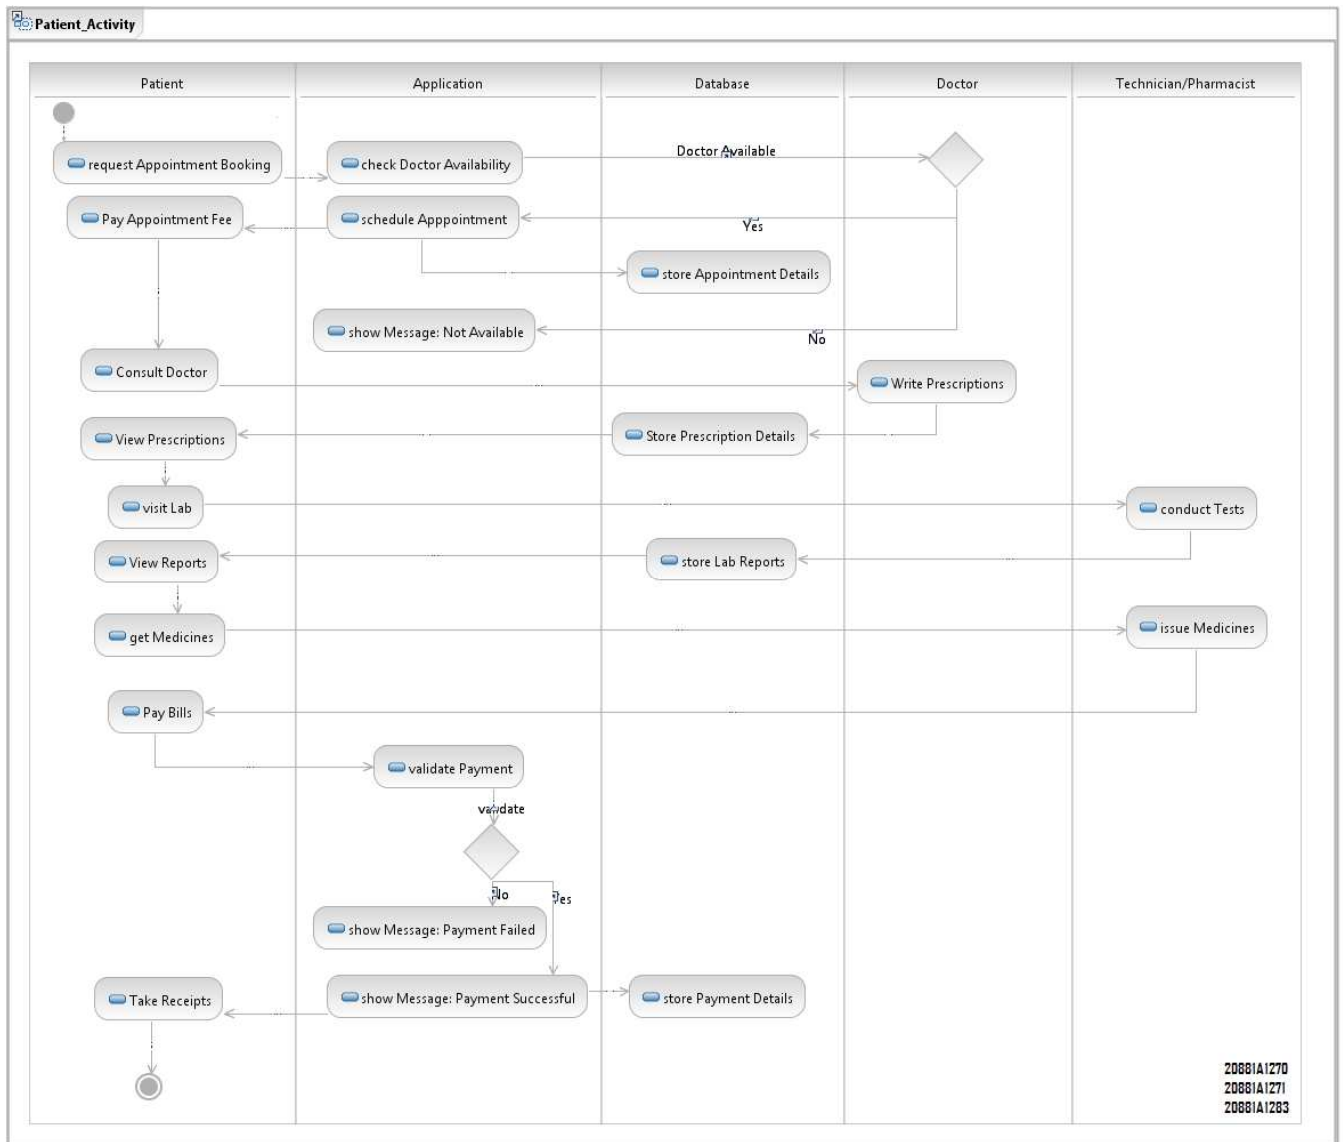 Patient_Activity
Patient Application Database Doctor Technician/Pharmacist
request Appointment Booking
check Doctor Availability
Doctor Available
Pay Appointment Fee
schedule Apppointment
Yes
store Appointment Details
show Message: Not Available
No
Consult Doctor
Write Prescriptions
View Prescriptions
Store Prescription Details
visit Lab
conduct Tests
View Reports
store Lab Reports
get Medicines
issue Medicines
Pay Bills
validate Payment
validate
No
Yes
show Message: Payment Failed
Take Receipts
show Message: Payment Successful
store Payment Details
20881A1270
20881A1271
20881A1283